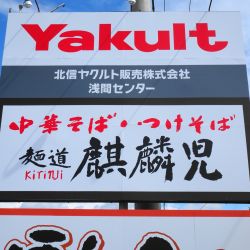 Yakult
北信ヤクルト販売株式会社
浅間センター
中華そば・つけそば
麺道 麒麟児
KiRiNJi